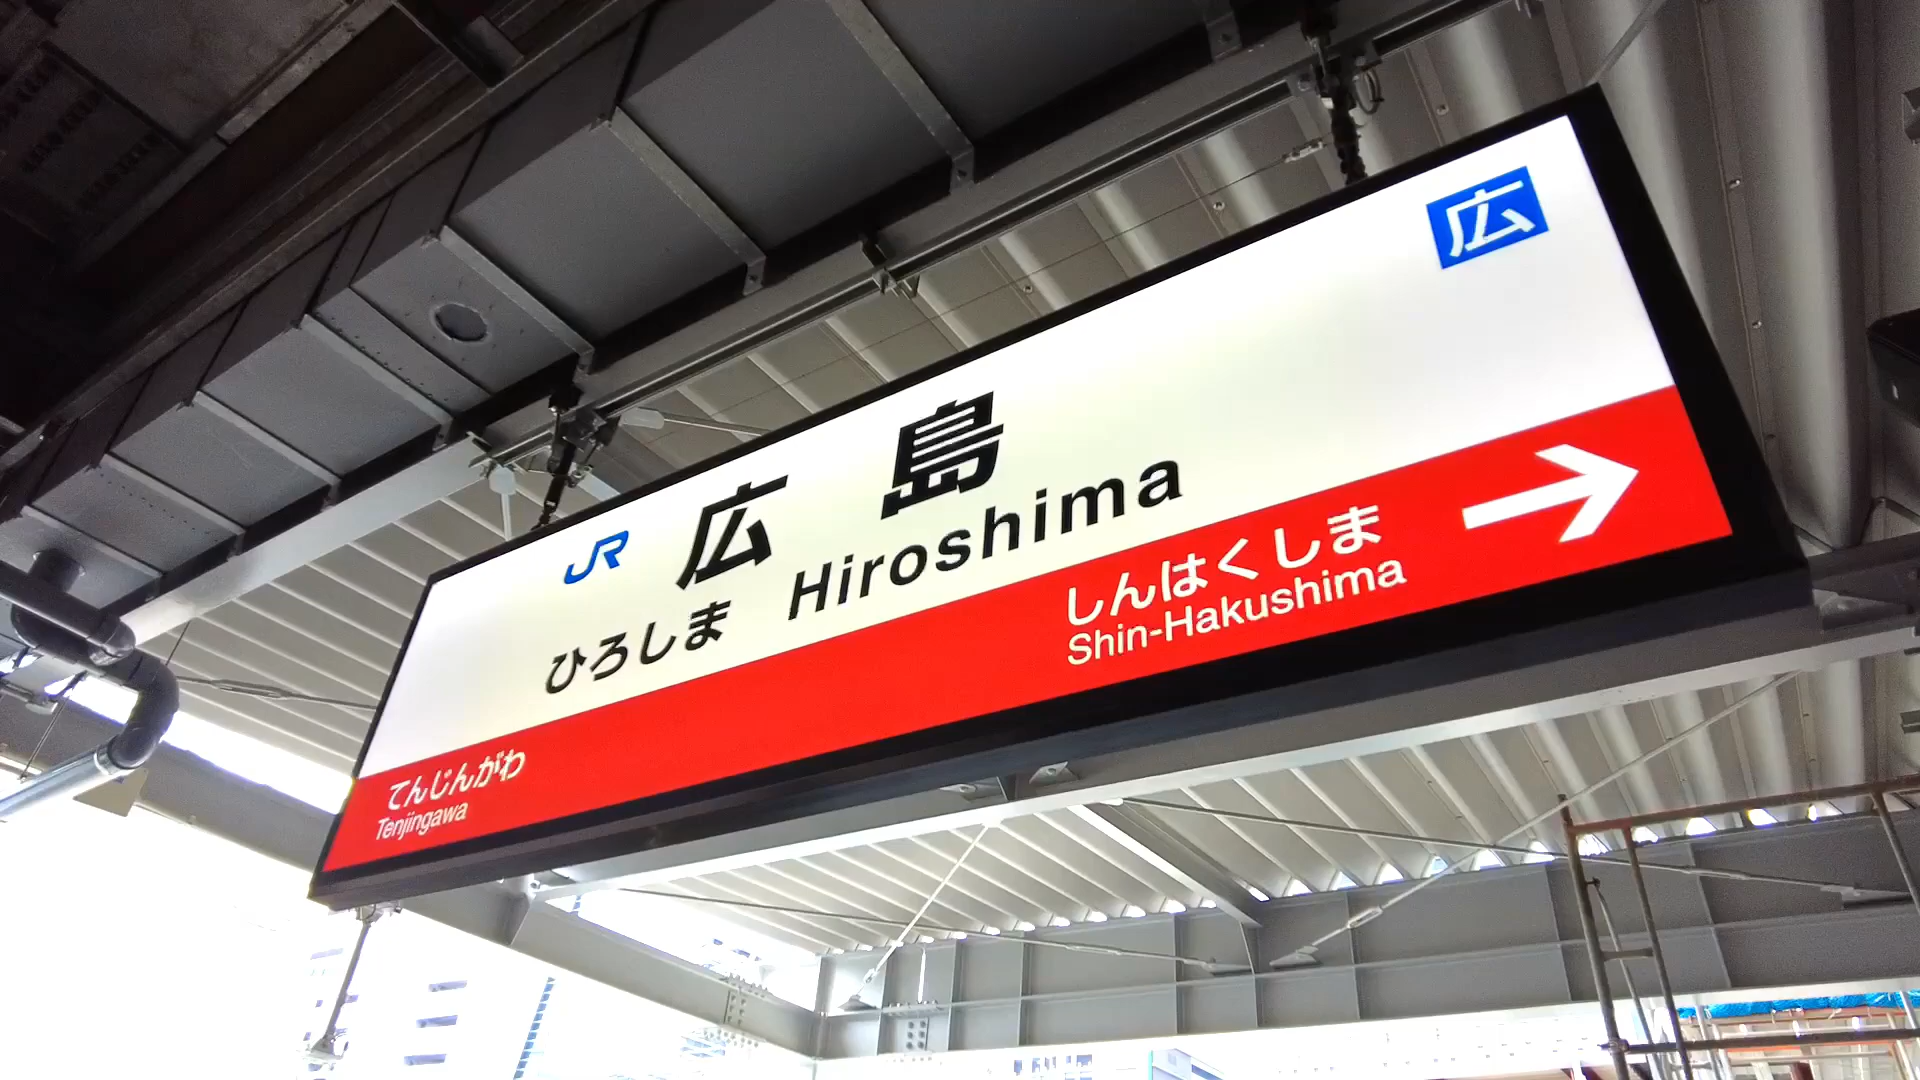 広
JR 広島
ひろしま Hiroshima
しんはくしま
Shin-Hakushima
てんじんがわ
Tenjingawa